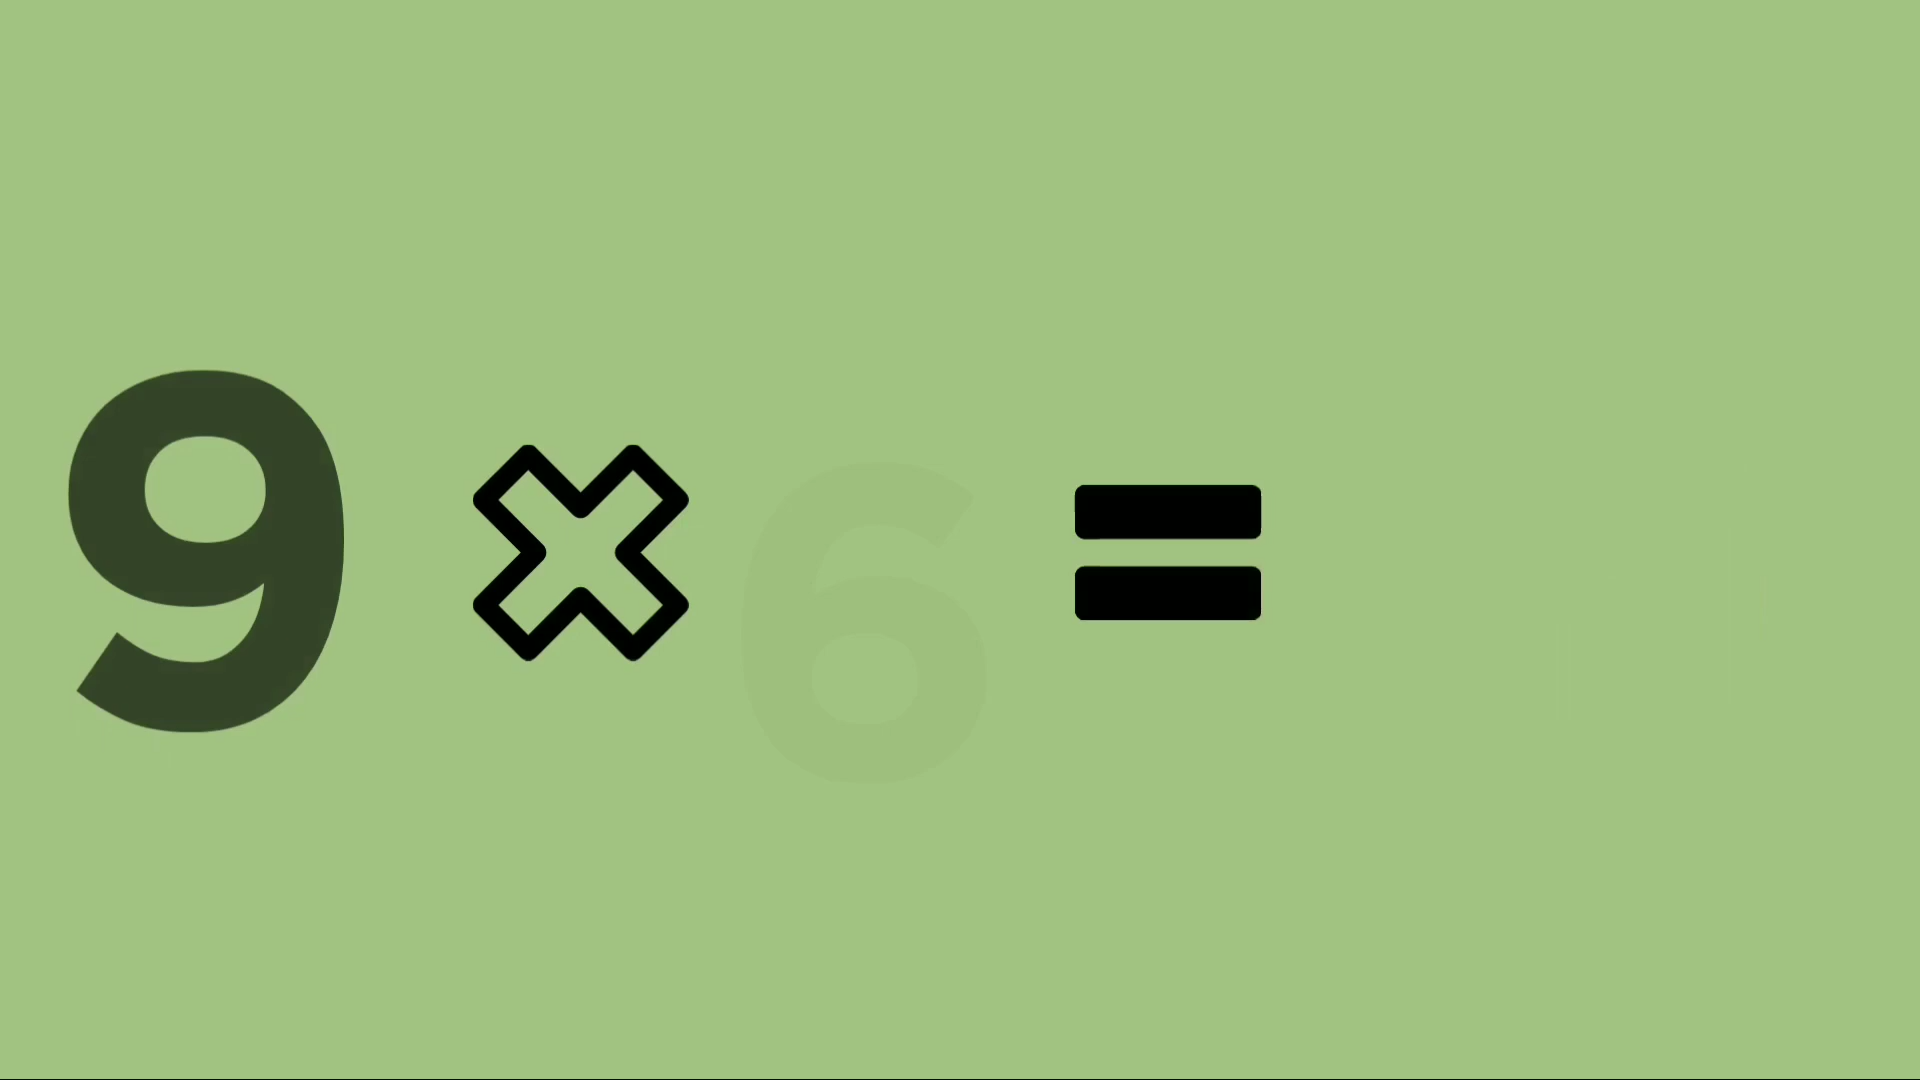 9 × 6 =